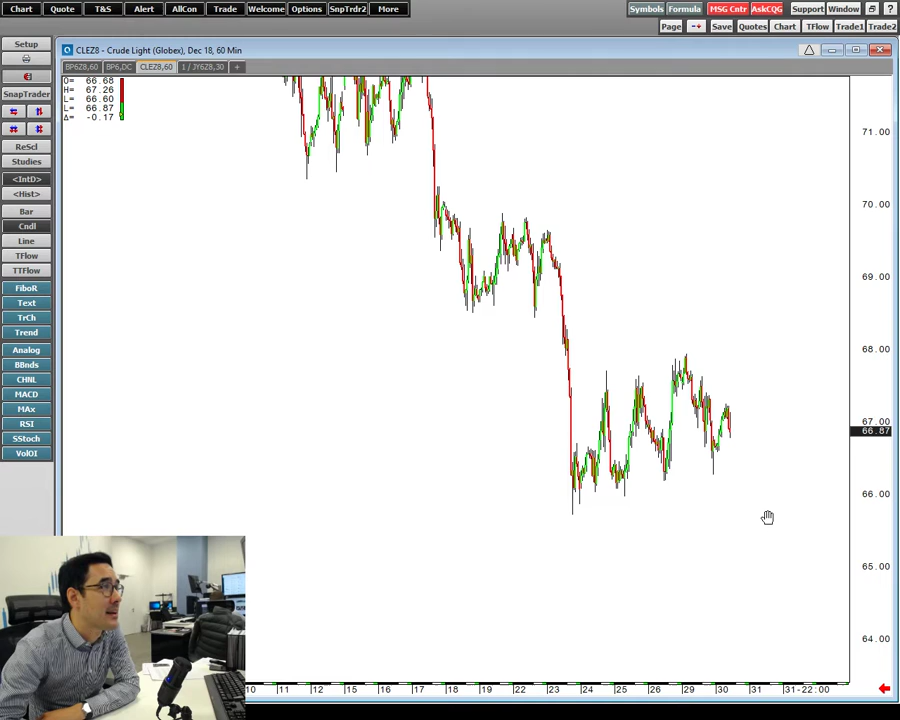 Chart Quote T&S Alert AllCon Trade Welcome Options SnpTrdr2 More Symbols Formula MSG Cntr AskCQG Support Window ?
Page Save Quotes Chart TFlow Trade1 Trade2
Setup
CLEZ8 - Crude Light (Globex), Dec 18, 60 Min
BP6Z8,60 BP6,DC CLEZ8,60 1 / JY6Z8,30 +
O= 66.68
H= 67.26
L= 66.60
L= 66.87
Δ= -0.17
SnapTrader
ReScl
Studies
<IntD>
<Hist>
Bar
Cndl
Line
TFlow
TTFlow
FiboR
Text
TrCh
Trend
Analog
BBnds
CHNL
MACD
MAx
RSI
SStoch
VolOI
71.00
70.00
69.00
68.00
67.00
66.87
66.00
65.00
64.00
10 11 12 15 16 17 18 19 22 23 24 25 26 29 30 31 31-22:00